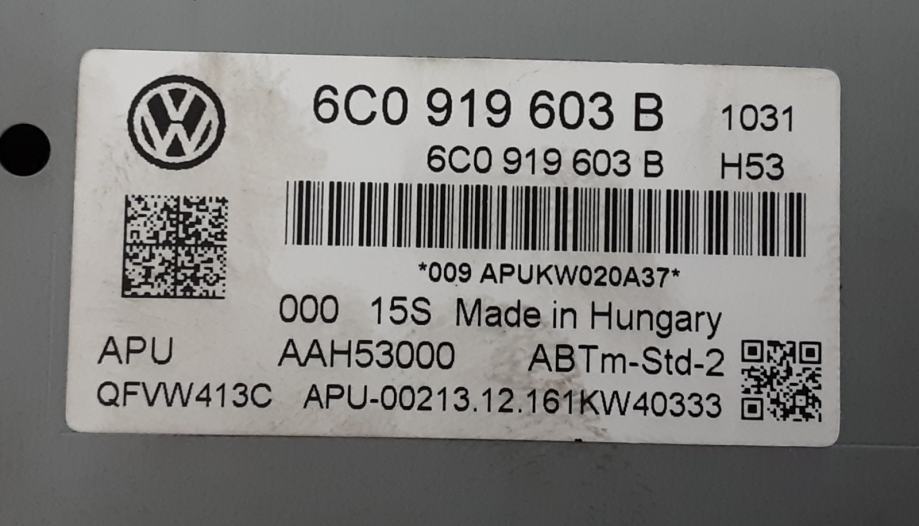 6C0 919 603 B 1031
6C0 919 603 B H53
*009 APUKW020A37*
000 15S Made in Hungary
APU AAH53000 ABTm-Std-2
QFVW413C APU-00213.12.161KW40333